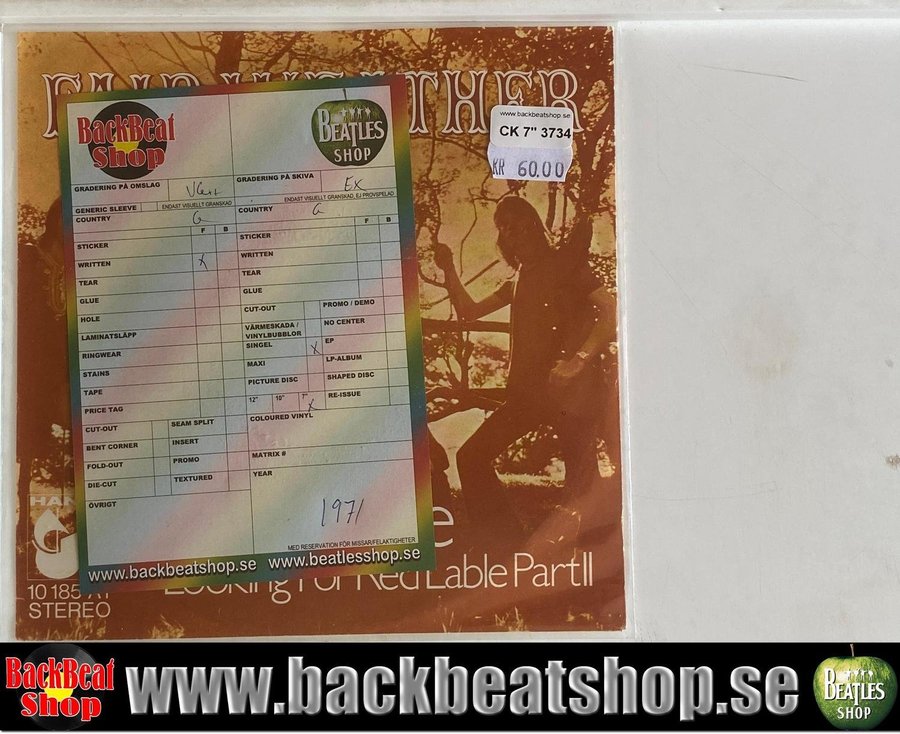 THER
www.backbeatshop.se
CK 7" 3734
KR 60.00
BackBeat Shop
BEATLES SHOP
GRADERING PÅ OMSLAG VG++
GRADERING PÅ SKIVA EX
ENDAST VISUELLT GRANSKAD
ENDAST VISUELLT GRANSKAD, EJ PROVSPELAD
GENERIC SLEEVE
COUNTRY G
F B
STICKER
WRITTEN X
TEAR
GLUE
HOLE
LAMINATSLÄPP
RINGWEAR
STAINS
TAPE
PRICE TAG
CUT-OUT SEAM SPLIT
BENT CORNER INSERT
FOLD-OUT PROMO
DIE-CUT TEXTURED
ÖVRIGT
COUNTRY G
F B
STICKER
WRITTEN
TEAR
GLUE
CUT-OUT PROMO / DEMO
VÄRMESKADA / VINYLBUBBLOR NO CENTER
SINGEL X EP
MAXI LP-ALBUM
PICTURE DISC SHAPED DISC
12" 10" 7" X RE-ISSUE
COLOURED VINYL
MATRIX #
YEAR
1971
MED RESERVATION FÖR MISSAR/FELAKTIGHETER
www.backbeatshop.se www.beatlesshop.se
Looking For Red Lable Part II
STEREO
BackBeat Shop
www.backbeatshop.se
BEATLES SHOP